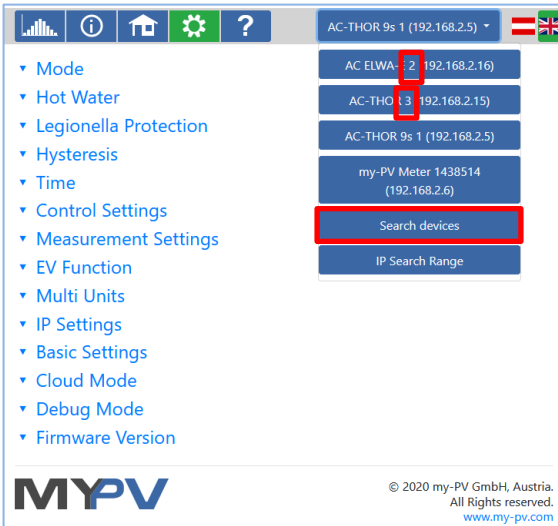 ?
AC-THOR 9s 1 (192.168.2.5)
Mode
Hot Water
Legionella Protection
Hysteresis
Time
Control Settings
Measurement Settings
EV Function
Multi Units
IP Settings
Basic Settings
Cloud Mode
Debug Mode
Firmware Version
AC ELWA-E 2 (192.168.2.16)
AC-THOR 3 (192.168.2.15)
AC-THOR 9s 1 (192.168.2.5)
my-PV Meter 1438514
(192.168.2.6)
Search devices
IP Search Range
MYPV
© 2020 my-PV GmbH, Austria.
All Rights reserved.
www.my-pv.com